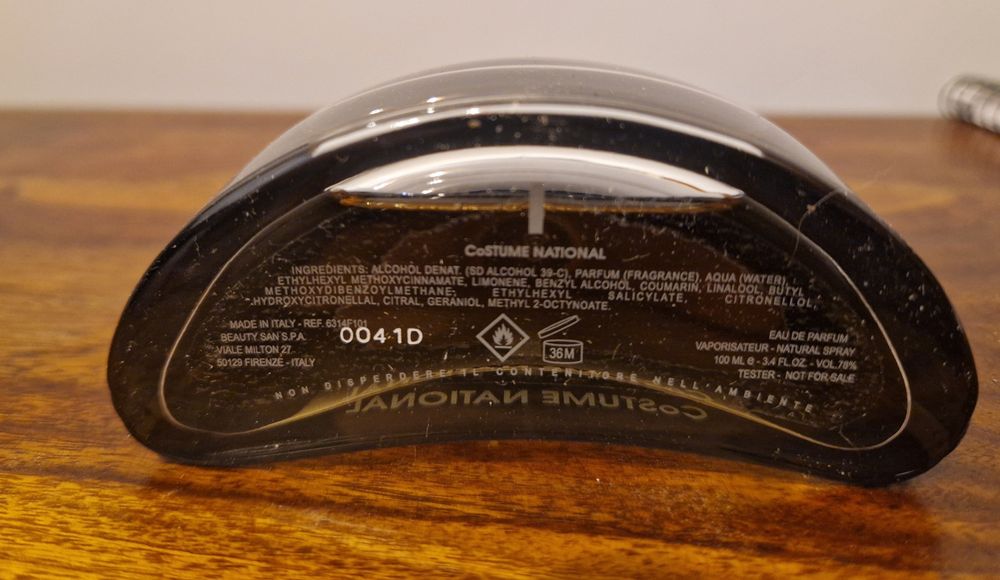 CoSTUME NATIONAL
INGREDIENTS: ALCOHOL DENAT. (SD ALCOHOL 39-C), PARFUM (FRAGRANCE), AQUA (WATER),
ETHYLHEXYL METHOXYCINNAMATE, LIMONENE, BENZYL ALCOHOL, COUMARIN, LINALOOL, BUTYL
METHOXYDIBENZOYLMETHANE, ETHYLHEXYL SALICYLATE, CITRONELLOL,
HYDROXYCITRONELLAL, CITRAL, GERANIOL, METHYL 2-OCTYNOATE.
MADE IN ITALY - REF. 6314F101
BEAUTY.SAN S.P.A.
VIALE MILTON 27
50129 FIRENZE - ITALY
0041D
36M
EAU DE PARFUM
VAPORISATEUR - NATURAL SPRAY
100 ML e - 3.4 FL.OZ. - VOL.78%
TESTER - NOT FOR SALE
NON DISPERDERE IL CONTENITORE NELL'AMBIENTE
CoSTUME NATIONAL